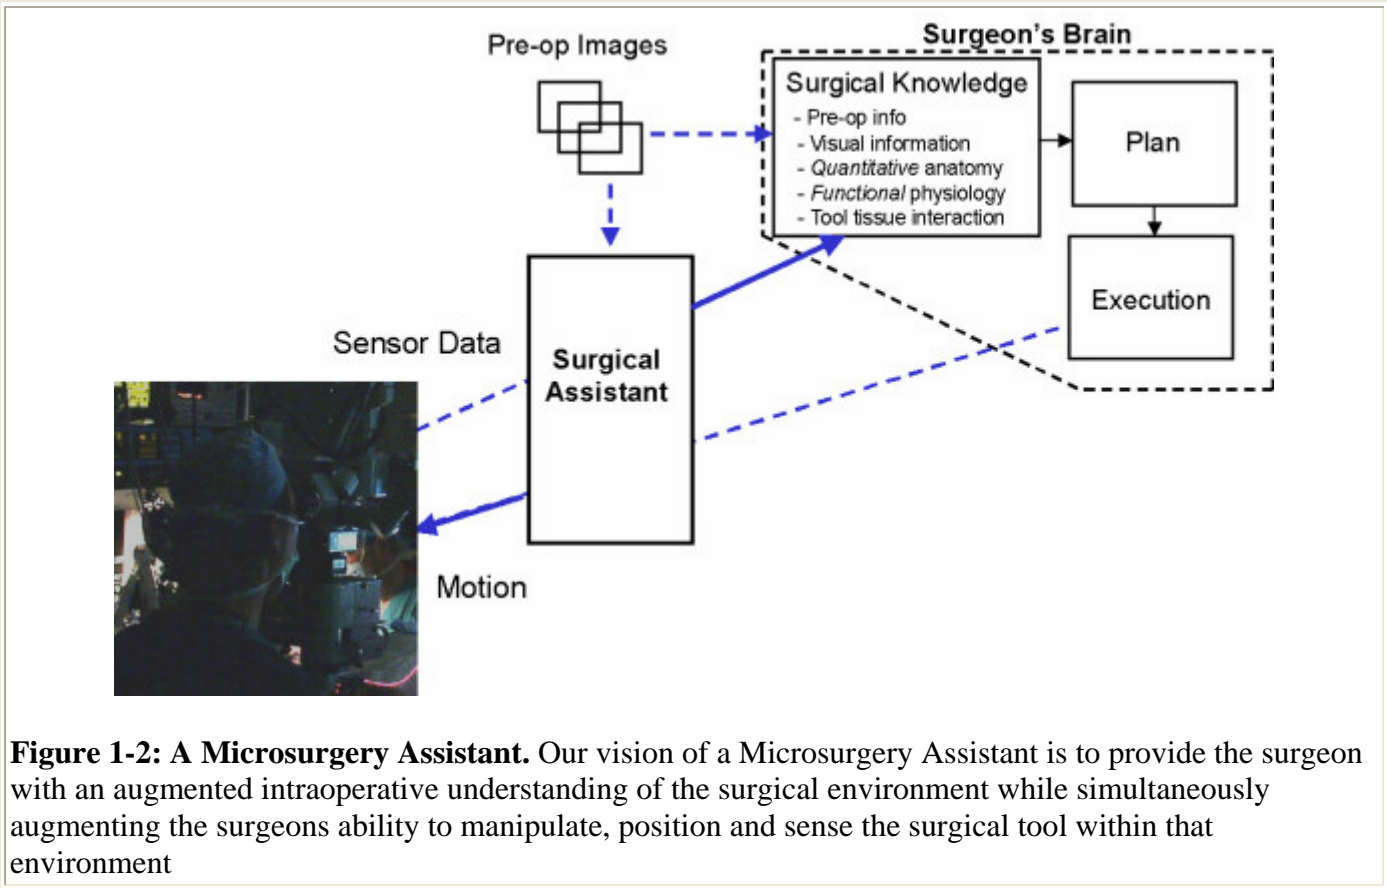 Pre-op Images
Surgeon's Brain
Surgical Knowledge
- Pre-op info
- Visual information
- Quantitative anatomy
- Functional physiology
- Tool tissue interaction
Plan
Execution
Sensor Data
Surgical
Assistant
Motion
Figure 1-2: A Microsurgery Assistant. Our vision of a Microsurgery Assistant is to provide the surgeon
with an augmented intraoperative understanding of the surgical environment while simultaneously
augmenting the surgeons ability to manipulate, position and sense the surgical tool within that
environment